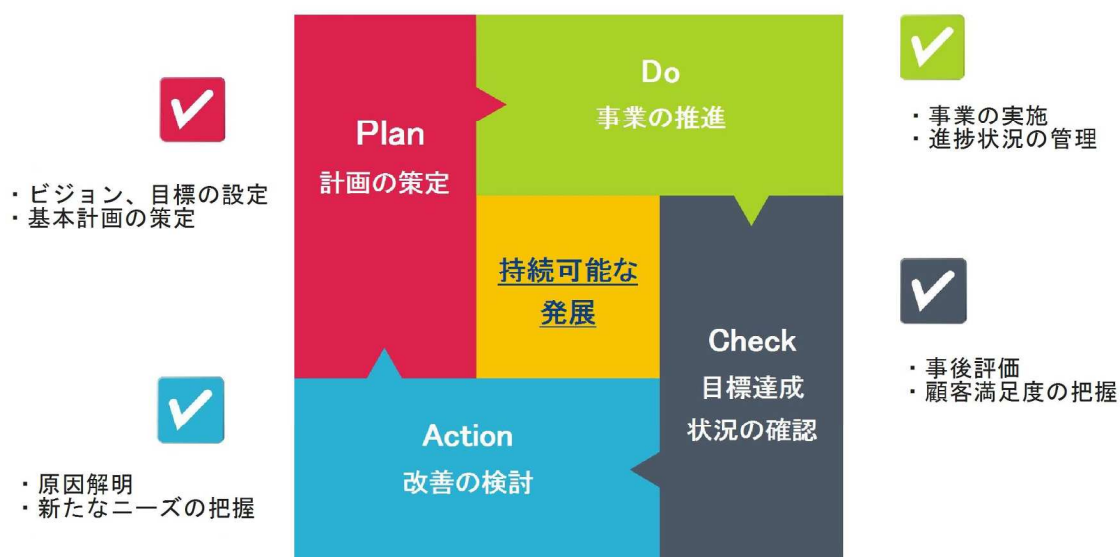 Plan
計画の策定
・ビジョン、目標の設定
・基本計画の策定
Do
事業の推進
・事業の実施
・進捗状況の管理
持続可能な
発展
Check
目標達成
状況の確認
・事後評価
・顧客満足度の把握
Action
改善の検討
・原因解明
・新たなニーズの把握